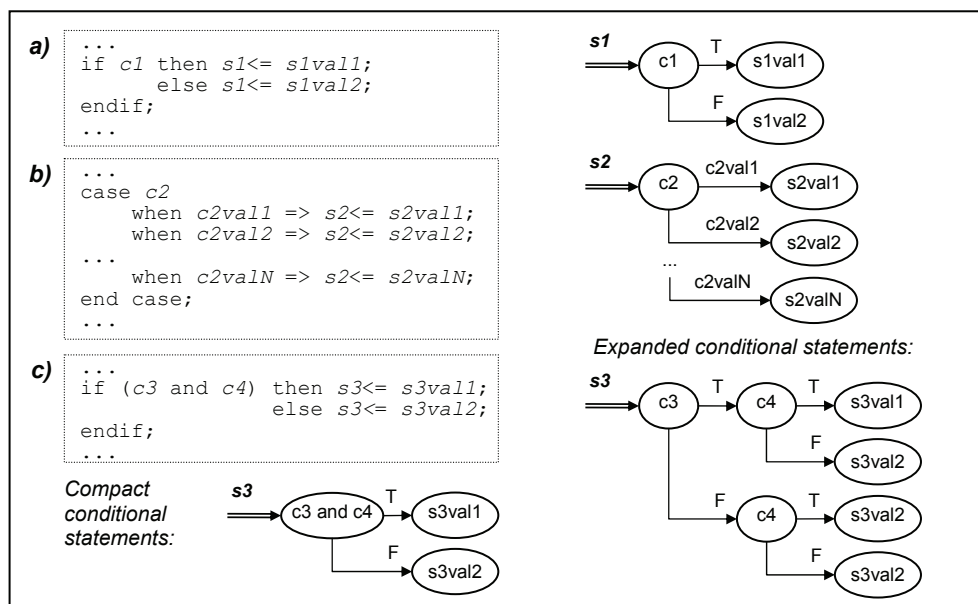 a)
...
if c1 then s1<= s1val1;
else s1<= s1val2;
endif;
...
s1
c1
T
s1val1
F
s1val2
b)
...
case c2
when c2val1 => s2<= s2val1;
when c2val2 => s2<= s2val2;
...
when c2valN => s2<= s2valN;
end case;
...
s2
c2
c2val1
s2val1
c2val2
s2val2
...
c2valN
s2valN
c)
...
if (c3 and c4) then s3<= s3val1;
else s3<= s3val2;
endif;
...
Compact
conditional
statements:
s3
c3 and c4
T
s3val1
F
s3val2
Expanded conditional statements:
s3
c3
T
c4
T
s3val1
F
s3val2
F
c4
T
s3val2
F
s3val2